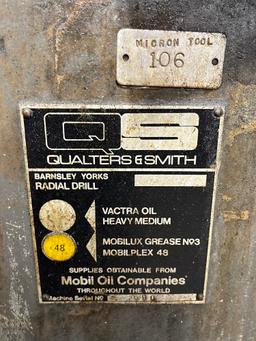 MICRON TOOL
106
QS
QUALTERS & SMITH
BARNSLEY YORKS
RADIAL DRILL
VACTRA OIL
HEAVY MEDIUM
MOBILUX GREASE Nº3
48
MOBILPLEX 48
SUPPLIES OBTAINABLE FROM
Mobil Oil Companies
THROUGHOUT THE WORLD
Machine Serial Nº